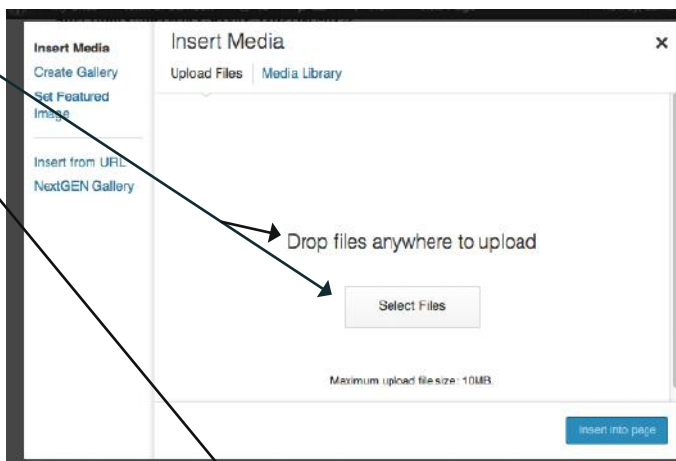 Insert Media
Create Gallery
Set Featured
Image
Insert from URL
NextGEN Gallery
Insert Media
×
Upload Files
Media Library
Drop files anywhere to upload
Select Files
Maximum upload file size: 10MB.
Insert into page